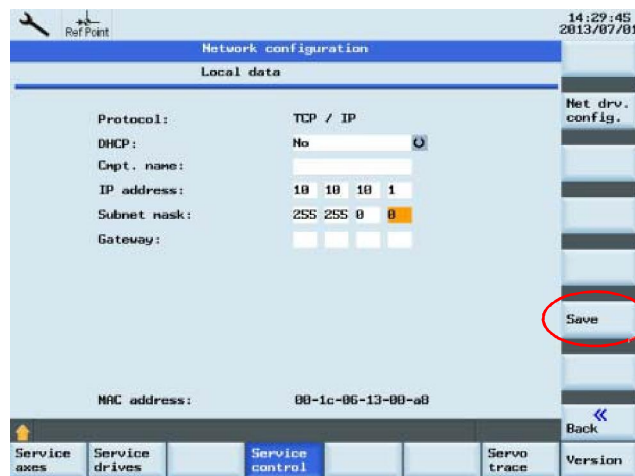 Ref Point
14:29:45
2013/07/01
Network configuration
Local data
Protocol: TCP / IP
DHCP: No
Cmpt. name:
IP address: 10 10 10 1
Subnet mask: 255 255 0 0
Gateway:
MAC address: 00-1c-06-13-00-a0
Net drv. config.
Save
Back
Service axes
Service drives
Service control
Servo trace
Version